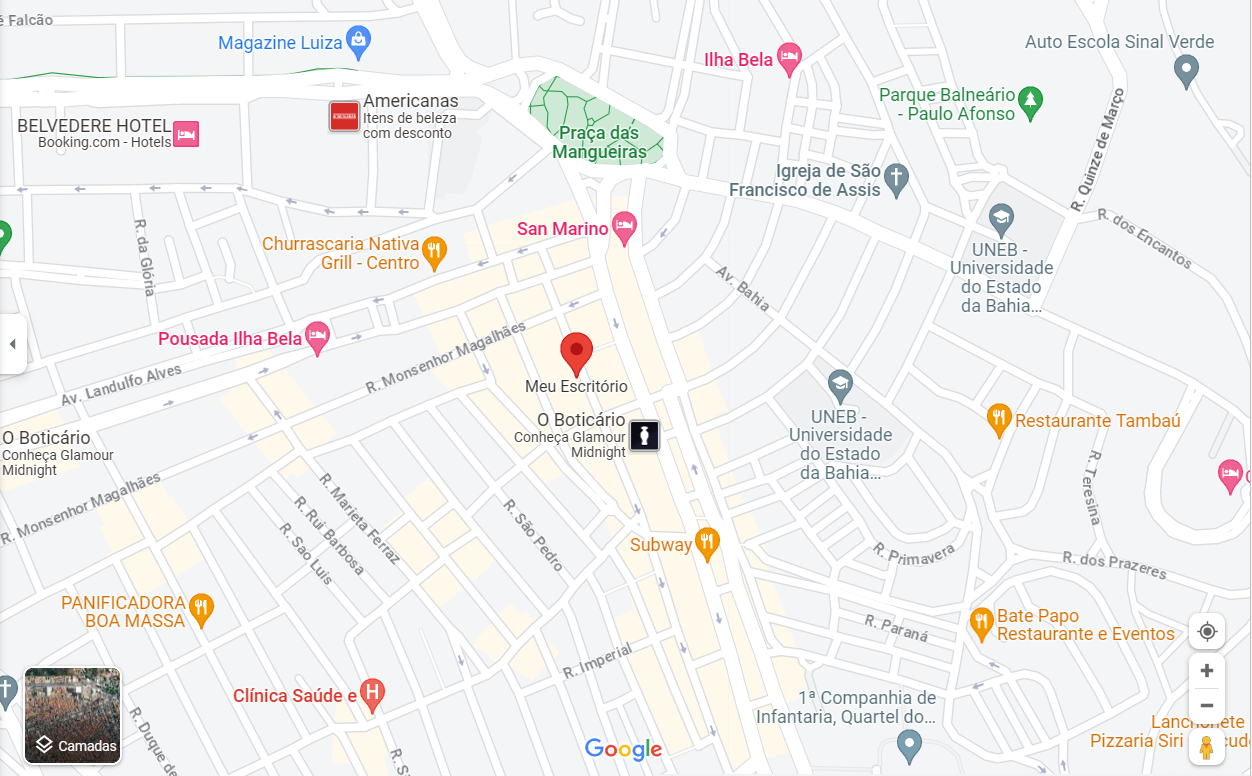 é Falcão
Magazine Luiza
Ilha Bela
Auto Escola Sinal Verde
Americanas
Itens de beleza
com desconto
Parque Balneário
- Paulo Afonso
BELVEDERE HOTEL
Booking.com - Hotels
Praça das
Mangueiras
R. Quinze de Março
Igreja de São
Francisco de Assis
R. da Glória
San Marino
Churrascaria Nativa
Grill - Centro
R. dos Encantos
UNEB -
Universidade
do Estado
da Bahia...
Av. Bahia
Pousada Ilha Bela
R. Monsenhor Magalhães
Av. Landulfo Alves
Meu Escritório
O Boticário
Conheça Glamour
Midnight
O Boticário
Conheça Glamour
Midnight
UNEB -
Universidade
do Estado
da Bahia...
Restaurante Tambaú
R. Teresina
R. Monsenhor Magalhães
R. Marieta Ferraz
R. Rui Barbosa
R. Sao Luis
R. São Pedro
Subway
R. Primavera
R. dos Prazeres
PANIFICADORA
BOA MASSA
R. Paraná
Bate Papo
Restaurante e Eventos
R. Imperial
Clínica Saúde e
R. Duque de
1ª Companhia de
Infantaria, Quartel do...
Lanchonete
Pizzaria Siri
Camadas
Google